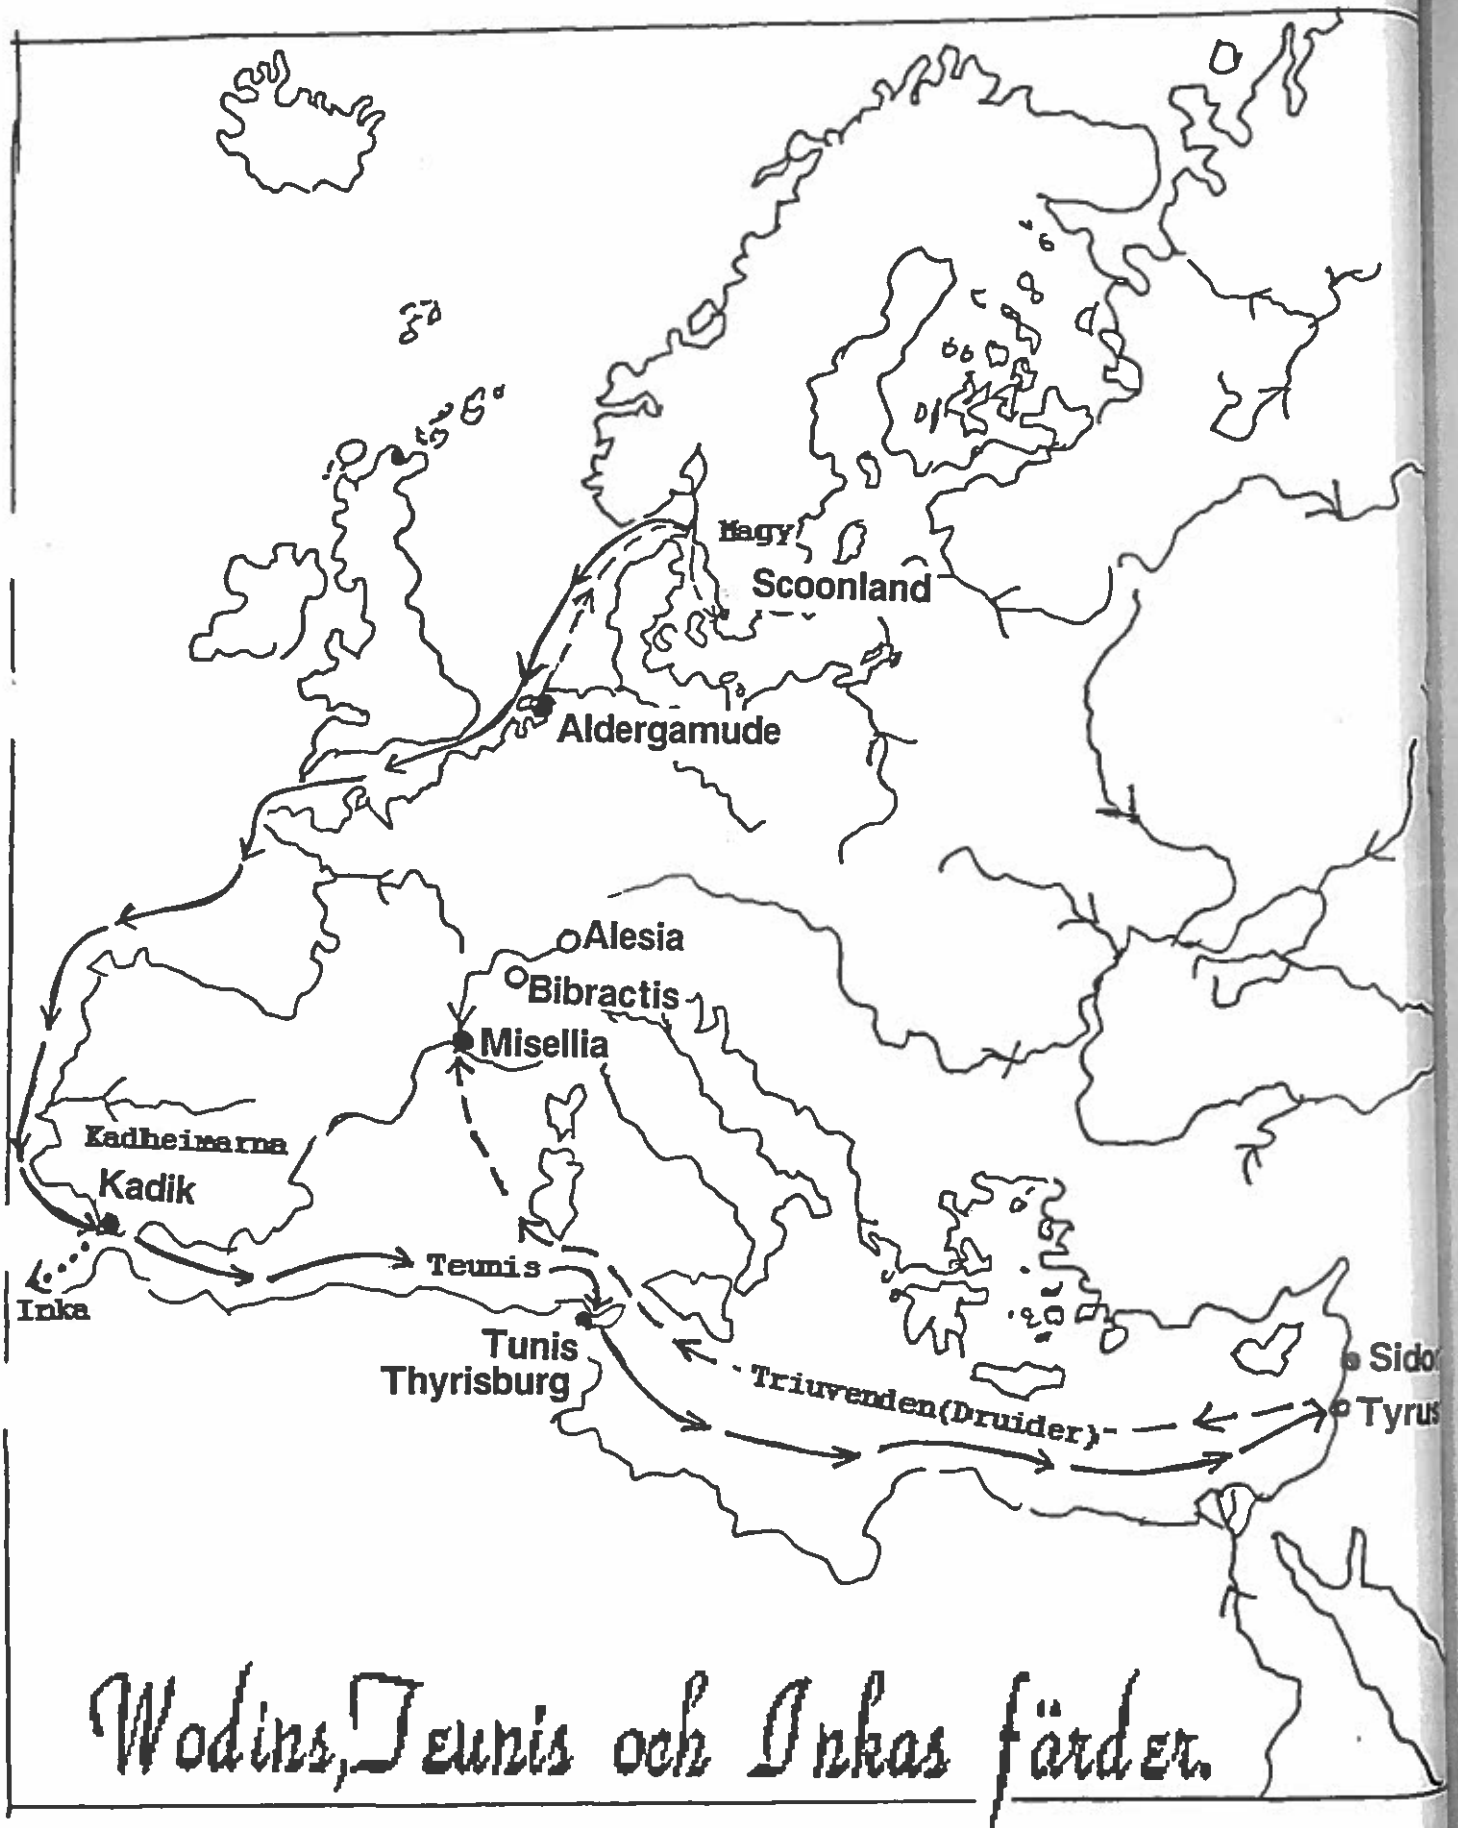 Magy
Scoonland
Aldergamude
Alesia
Bibractis
Misellia
Kadheimarna
Kadik
Teunis
Inka
Tunis
Thyrisburg
Triuvenden(Druider)
Sido
Tyrus
Wodins, Teunis och Inkas färder.